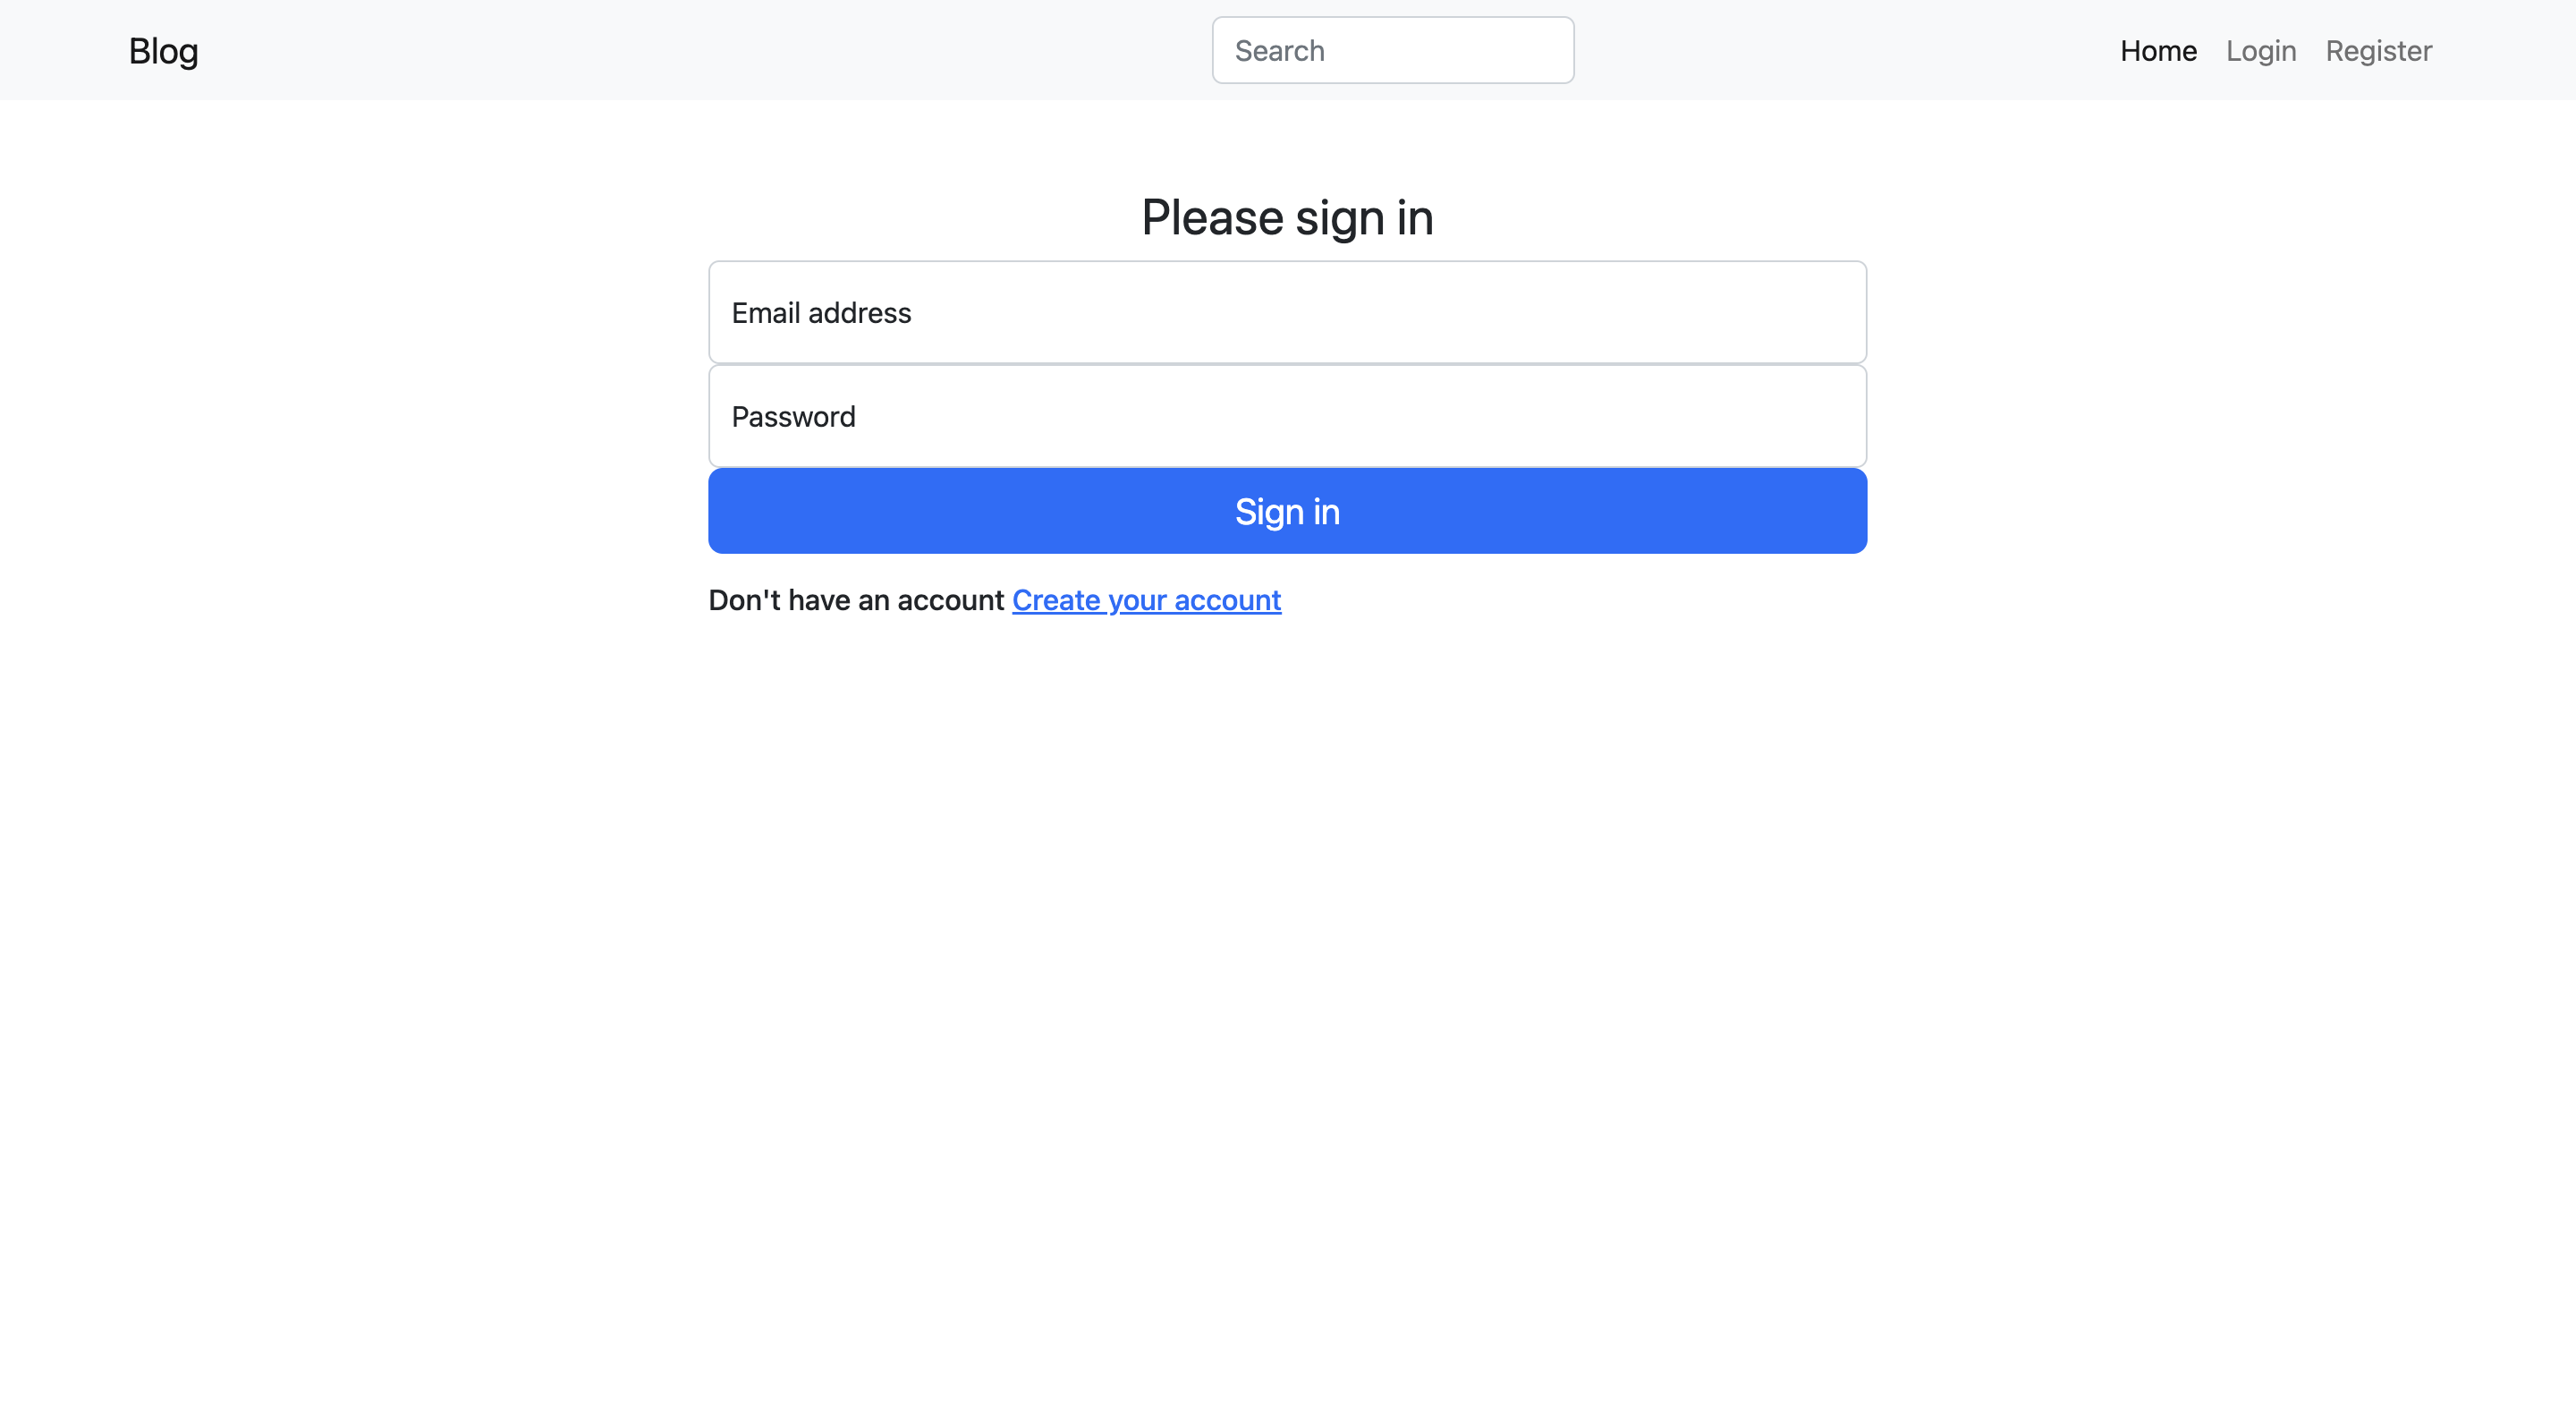 Blog Search Home Login Register
Please sign in
Email address
Password
Sign in
Don't have an account Create your account